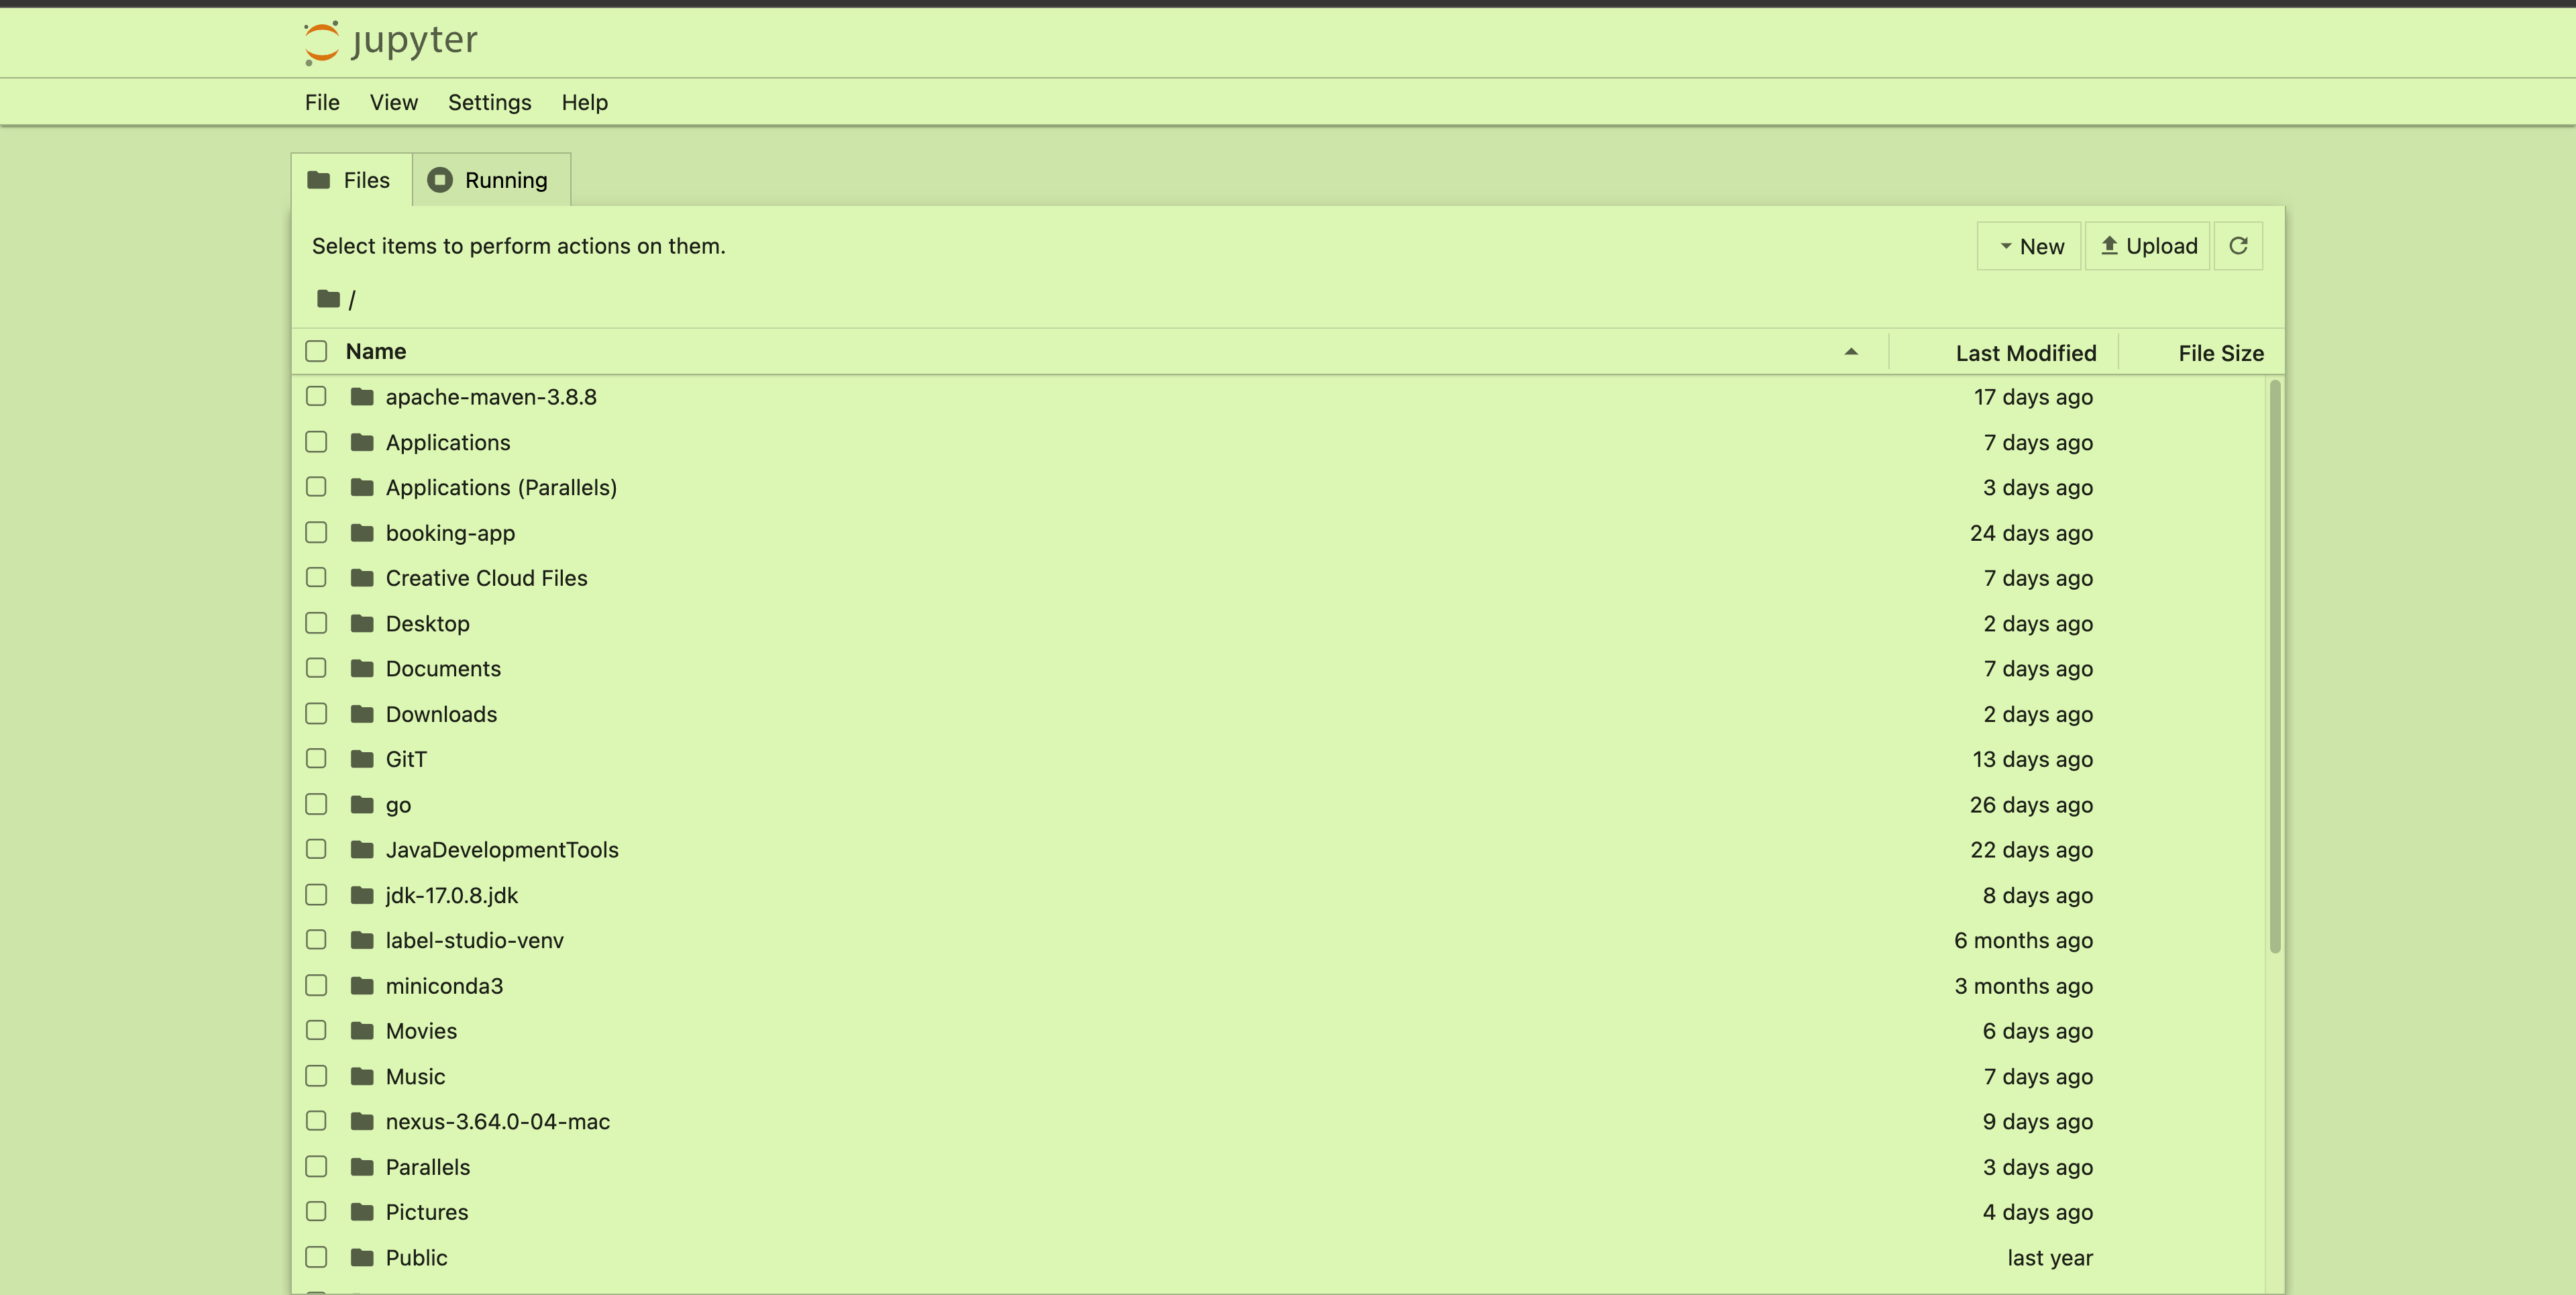 jupyter
File View Settings Help
Files Running
Select items to perform actions on them.
New Upload
/
Name Last Modified File Size
apache-maven-3.8.8 17 days ago
Applications 7 days ago
Applications (Parallels) 3 days ago
booking-app 24 days ago
Creative Cloud Files 7 days ago
Desktop 2 days ago
Documents 7 days ago
Downloads 2 days ago
GitT 13 days ago
go 26 days ago
JavaDevelopmentTools 22 days ago
jdk-17.0.8.jdk 8 days ago
label-studio-venv 6 months ago
miniconda3 3 months ago
Movies 6 days ago
Music 7 days ago
nexus-3.64.0-04-mac 9 days ago
Parallels 3 days ago
Pictures 4 days ago
Public last year